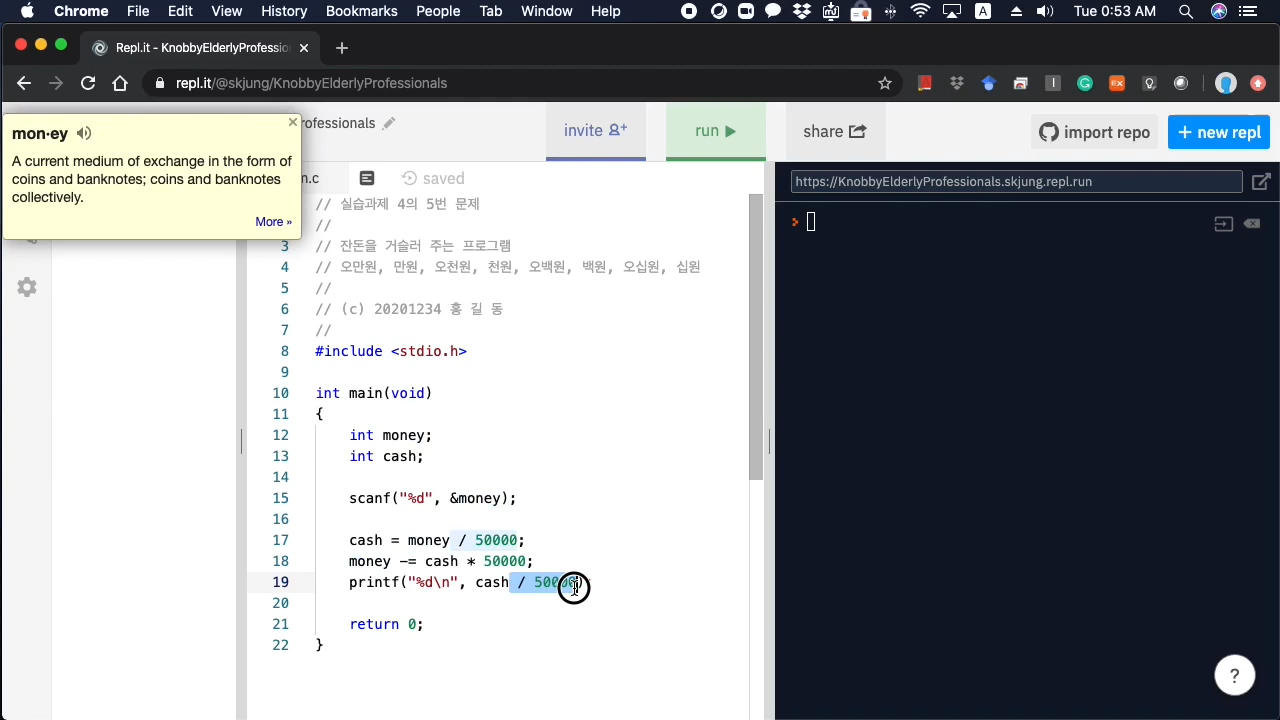 Chrome File Edit View History Bookmarks People Tab Window Help A Tue 0:53 AM
Repl.it - KnobbyElderlyProfessio
repl.it/@skjung/KnobbyElderlyProfessionals
mon·ey
A current medium of exchange in the form of
coins and banknotes; coins and banknotes
collectively.
More »
rofessionals
invite
run
share
import repo
+ new repl
n.c
saved
https://KnobbyElderlyProfessionals.skjung.repl.run
// 실습과제 4의 5번 문제
//
3 // 잔돈을 거슬러 주는 프로그램
4 // 오만원, 만원, 오천원, 천원, 오백원, 백원, 오십원, 십원
5 //
6 // (c) 20201234 홍 길 동
7 //
8 #include <stdio.h>
9
10 int main(void)
11 {
12 int money;
13 int cash;
14
15 scanf("%d", &money);
16
17 cash = money / 50000;
18 money -= cash * 50000;
19 printf("%d\n", cash / 50000)
20
21 return 0;
22 }
?